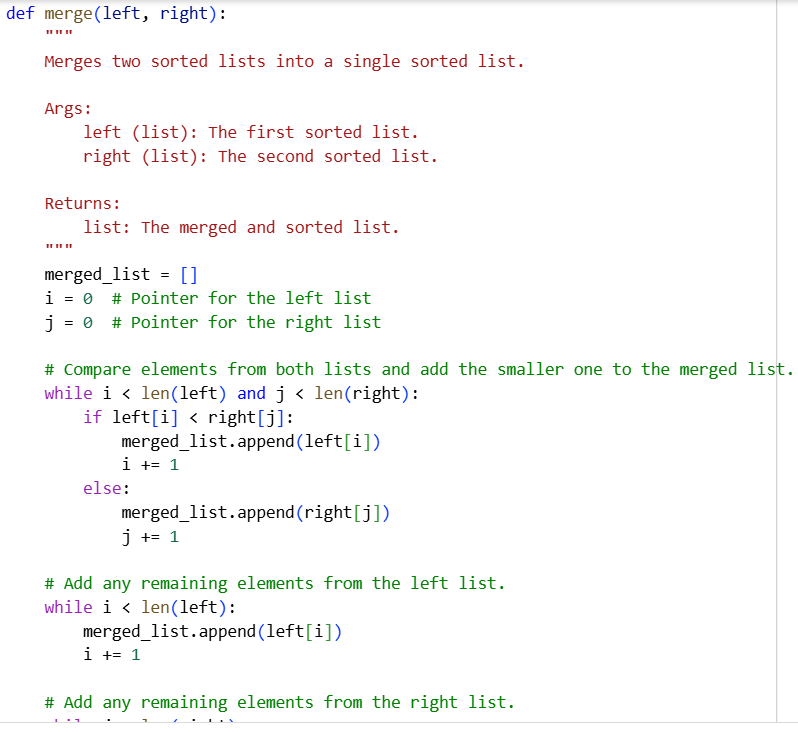 def merge(left, right):
    """
    Merges two sorted lists into a single sorted list.

    Args:
        left (list): The first sorted list.
        right (list): The second sorted list.

    Returns:
        list: The merged and sorted list.
    """
    merged_list = []
    i = 0  # Pointer for the left list
    j = 0  # Pointer for the right list

    # Compare elements from both lists and add the smaller one to the merged list.
    while i < len(left) and j < len(right):
        if left[i] < right[j]:
            merged_list.append(left[i])
            i += 1
        else:
            merged_list.append(right[j])
            j += 1

    # Add any remaining elements from the left list.
    while i < len(left):
        merged_list.append(left[i])
        i += 1

    # Add any remaining elements from the right list.